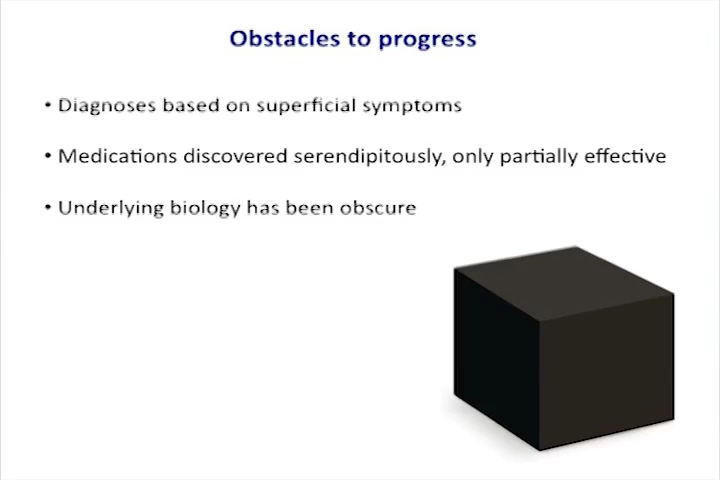 Obstacles to progress
• Diagnoses based on superficial symptoms
• Medications discovered serendipitously, only partially effective
• Underlying biology has been obscure